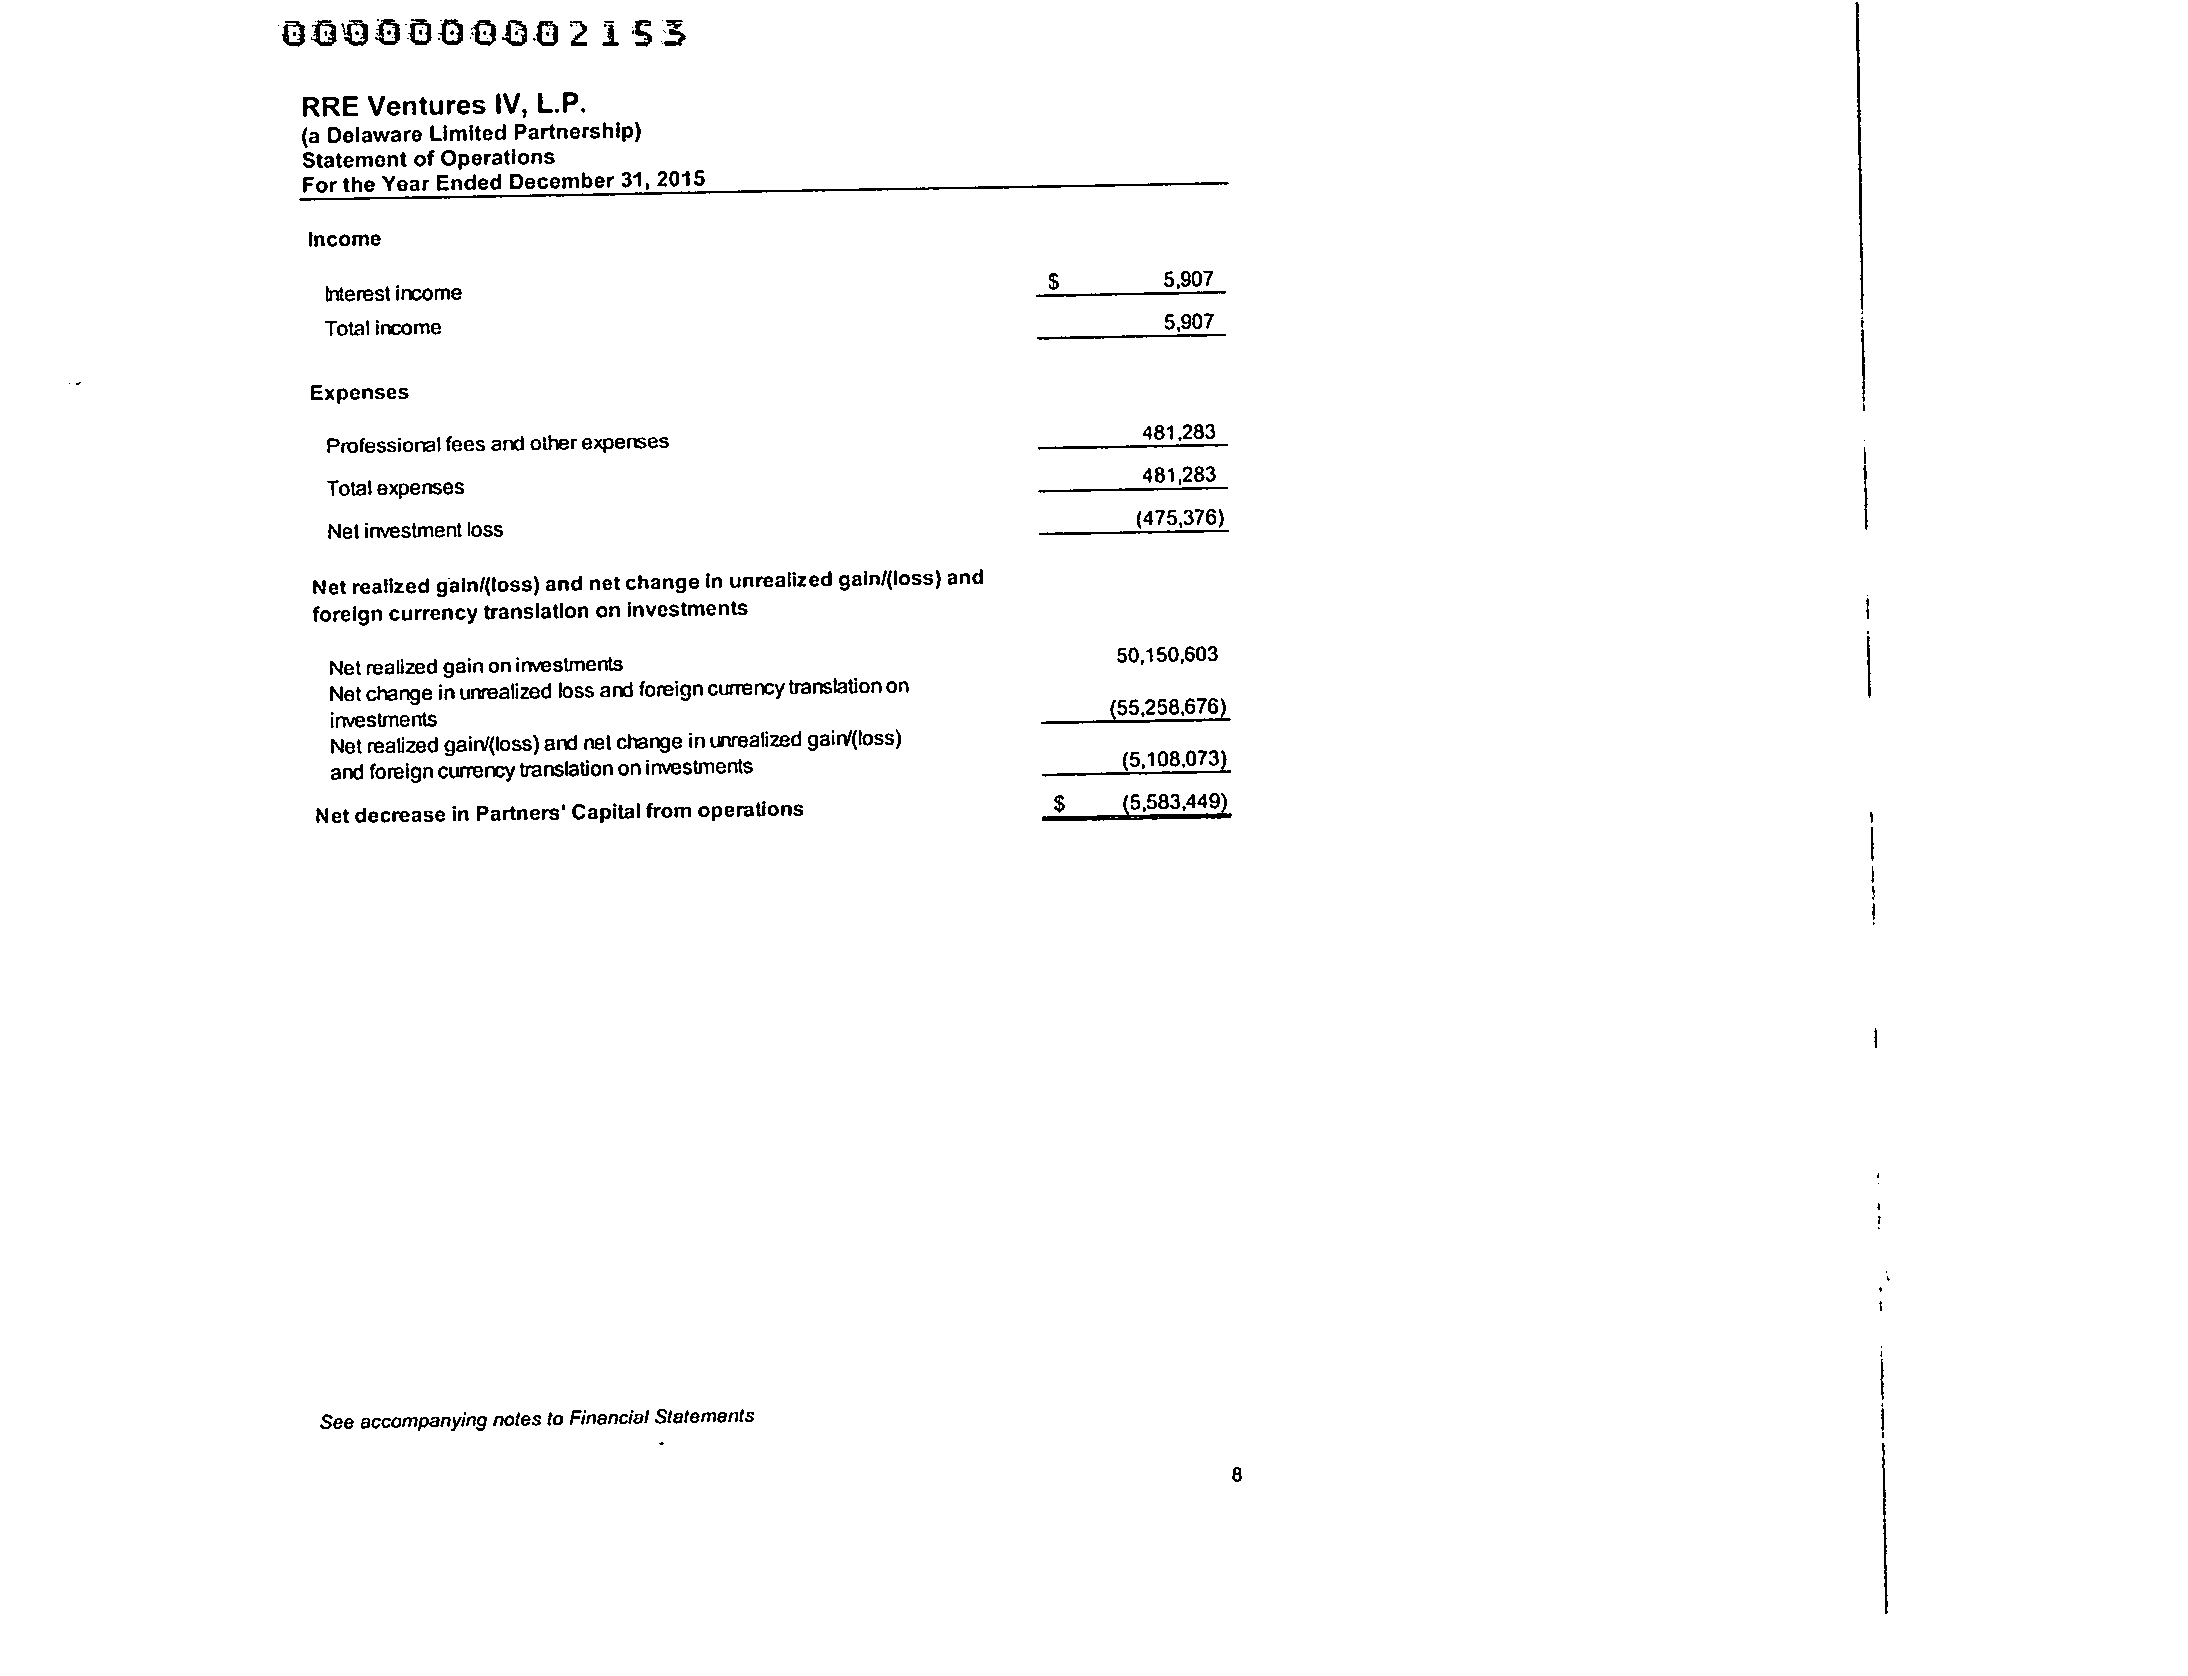 0000000002153
RRE Ventures IV, L.P.
(a Delaware Limited Partnership)
Statement of Operations
For the Year Ended December 31, 2015
Income
Interest income $ 5,907
Total income 5,907
Expenses
Professional fees and other expenses 481,283
Total expenses 481,283
Net investment loss (475,376)
Net realized gain/(loss) and net change in unrealized gain/(loss) and
foreign currency translation on investments
Net realized gain on investments 50,150,603
Net change in unrealized loss and foreign currency translation on
investments (55,258,676)
Net realized gain/(loss) and net change in unrealized gain/(loss)
and foreign currency translation on investments (5,108,073)
Net decrease in Partners' Capital from operations $ (5,583,449)
See accompanying notes to Financial Statements
8